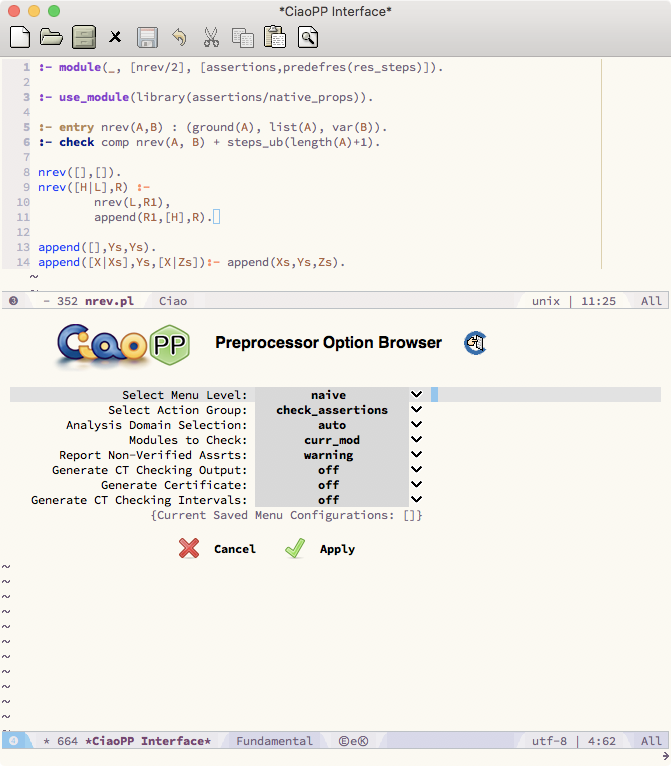 *CiaoPP Interface*
1 :- module(_, [nrev/2], [assertions,predefres(res_steps)]).
2
3 :- use_module(library(assertions/native_props)).
4
5 :- entry nrev(A,B) : (ground(A), list(A), var(B)).
6 :- check comp nrev(A, B) + steps_ub(length(A)+1).
7
8 nrev([],[]).
9 nrev([H|L],R) :-
10 nrev(L,R1),
11 append(R1,[H],R).
12
13 append([],Ys,Ys).
14 append([X|Xs],Ys,[X|Zs]):- append(Xs,Ys,Zs).
~
~
❸ - 352 nrev.pl Ciao unix | 11:25 All
Ciao PP Preprocessor Option Browser
Select Menu Level: naive
Select Action Group: check_assertions
Analysis Domain Selection: auto
Modules to Check: curr_mod
Report Non-Verified Assrts: warning
Generate CT Checking Output: off
Generate Certificate: off
Generate CT Checking Intervals: off
{Current Saved Menu Configurations: []}
Cancel Apply
~
~
~
~
~
~
~
~
~
~
~
~
❹ * 664 *CiaoPP Interface* Fundamental ⒺeⓀ utf-8 | 4:62 All